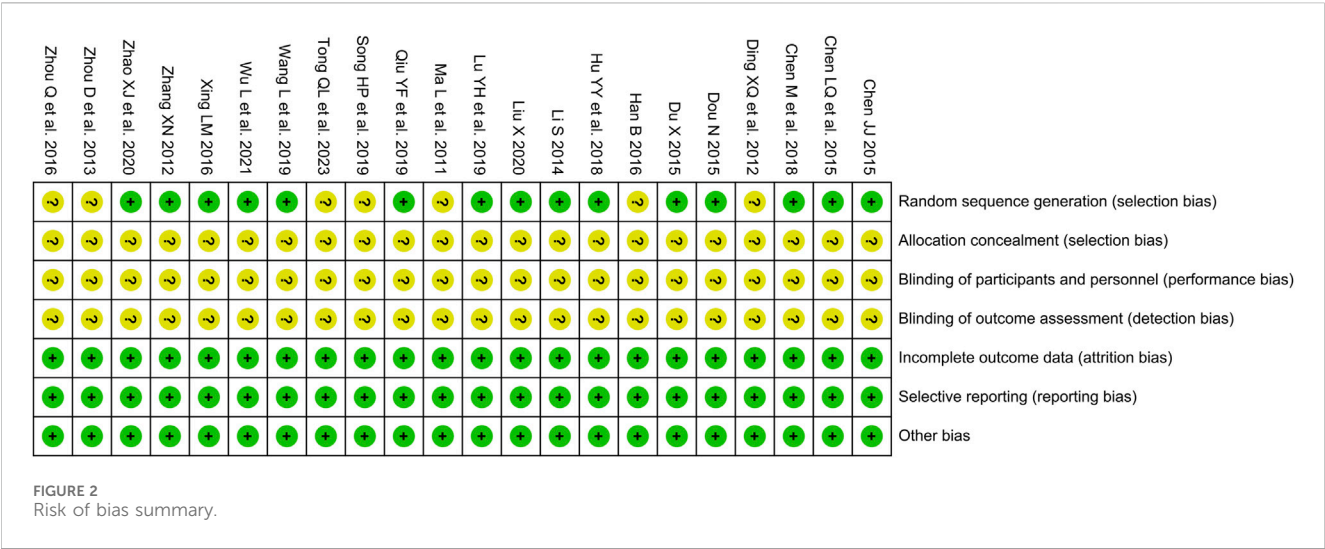 Zhou Q et al. 2016
Zhou D et al. 2013
Zhao XJ et al. 2020
Zhang XN 2012
Xing LM 2016
Wu L et al. 2021
Wang L et al. 2019
Tong QL et al. 2023
Song HP et al. 2019
Qiu YF et al. 2019
Ma L et al. 2011
Lu YH et al. 2019
Liu X 2020
Li S 2014
Hu YY et al. 2018
Han B 2016
Du X 2015
Dou N 2015
Ding XQ et al. 2012
Chen M et al. 2018
Chen LQ et al. 2015
Chen JJ 2015
? ? + + + + + ? ? + ? + + + + ? + + ? + + + Random sequence generation (selection bias)
? ? ? ? ? ? ? ? ? ? ? ? ? ? ? ? ? ? ? ? ? ? Allocation concealment (selection bias)
? ? ? ? ? ? ? ? ? ? ? ? ? ? ? ? ? ? ? ? ? ? Blinding of participants and personnel (performance bias)
? ? ? ? ? ? ? ? ? ? ? ? ? ? ? ? ? ? ? ? ? ? Blinding of outcome assessment (detection bias)
+ + + + + + + + + + + + + + + + + + + + + + Incomplete outcome data (attrition bias)
+ + + + + + + + + + + + + + + + + + + + + + Selective reporting (reporting bias)
+ + + + + + + + + + + + + + + + + + + + + + Other bias
FIGURE 2
Risk of bias summary.